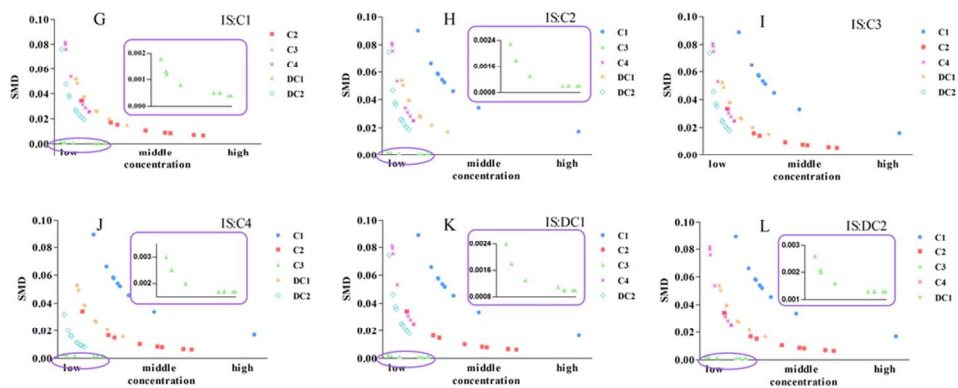 G
IS:C1
0.10
0.08
0.06
0.04
0.02
0.00
SMD
0.002
0.001
0.001
0.000
low
middle
high
concentration
C2
C3
C4
DC1
DC2
H
IS:C2
0.10
0.08
0.06
0.04
0.02
0.00
SMD
0.0024
0.0016
0.0008
low
middle
high
concentration
C1
C3
C4
DC1
DC2
I
IS:C3
0.10
0.08
0.06
0.04
0.02
0.00
SMD
low
middle
high
concentration
C1
C2
C4
DC1
DC2
J
IS:C4
0.10
0.08
0.06
0.04
0.02
0.00
SMD
0.003
0.002
low
middle
high
concentration
C1
C2
C3
DC1
DC2
K
IS:DC1
0.10
0.08
0.06
0.04
0.02
0.00
SMD
0.0024
0.0016
0.0008
low
middle
high
concentration
C1
C2
C3
C4
DC2
L
IS:DC2
0.10
0.08
0.06
0.04
0.02
0.00
SMD
0.003
0.002
0.001
low
middle
high
concentration
C1
C2
C3
C4
DC1